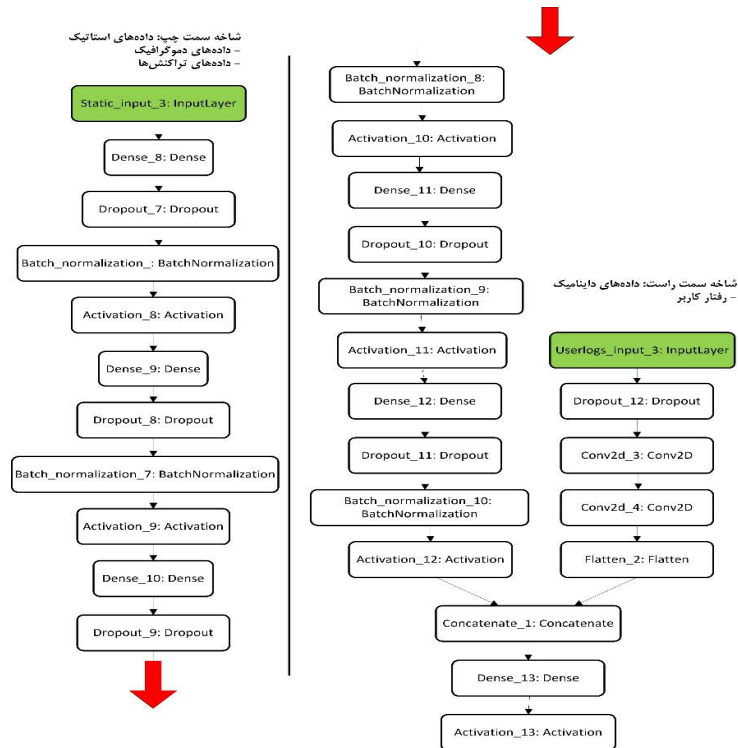 شاخه سمت چپ: داده‌های استاتیک
– داده‌های دموگرافیک
– داده‌های تراکنش‌ها
Static_input_3: InputLayer
Dense_8: Dense
Dropout_7: Dropout
Batch_normalization_: BatchNormalization
Activation_8: Activation
Dense_9: Dense
Dropout_8: Dropout
Batch_normalization_7: BatchNormalization
Activation_9: Activation
Dense_10: Dense
Dropout_9: Dropout
Batch_normalization_8:
BatchNormalization
Activation_10: Activation
Dense_11: Dense
Dropout_10: Dropout
Batch_normalization_9:
BatchNormalization
Activation_11: Activation
Dense_12: Dense
Dropout_11: Dropout
Batch_normalization_10:
BatchNormalization
Activation_12: Activation
شاخه سمت راست: داده‌های داینامیک
– رفتار کاربر
Userlogs_input_3: InputLayer
Dropout_12: Dropout
Conv2d_3: Conv2D
Conv2d_4: Conv2D
Flatten_2: Flatten
Concatenate_1: Concatenate
Dense_13: Dense
Activation_13: Activation